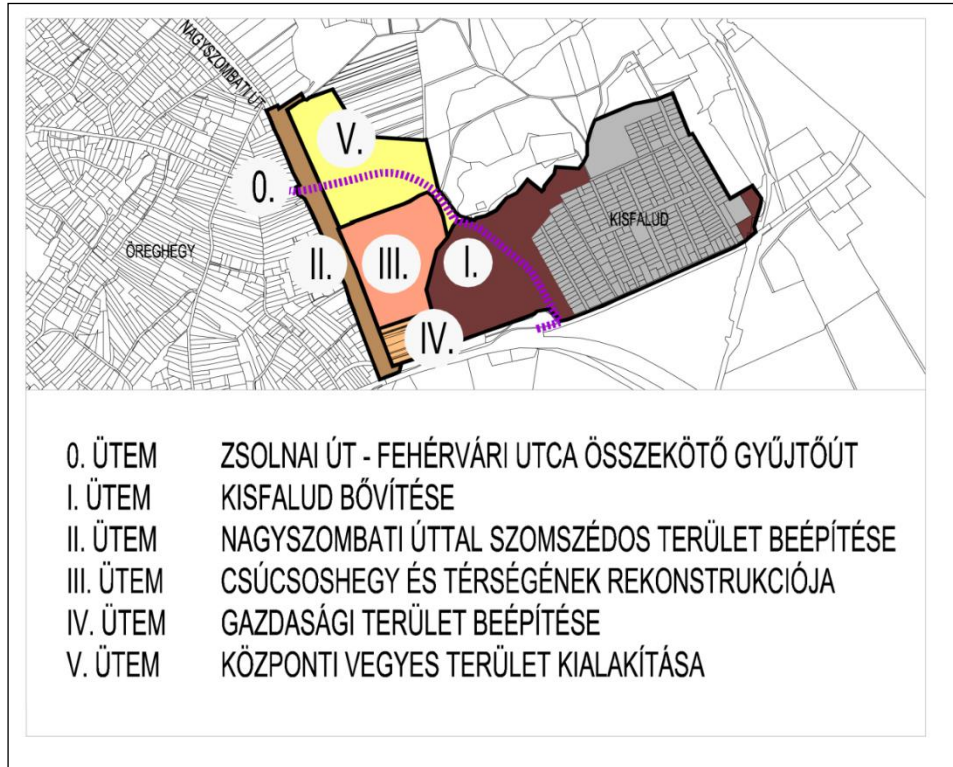 NAGYSZOMBATI ÚT
V.
0.
KISFALUD
ÖREGHEGY
II.
III.
I.
IV.
0. ÜTEM ZSOLNAI ÚT - FEHÉRVÁRI UTCA ÖSSZEKÖTŐ GYŰJTŐÚT
I. ÜTEM KISFALUD BŐVÍTÉSE
II. ÜTEM NAGYSZOMBATI ÚTTAL SZOMSZÉDOS TERÜLET BEÉPÍTÉSE
III. ÜTEM CSÚCSOSHEGY ÉS TÉRSÉGÉNEK REKONSTRUKCIÓJA
IV. ÜTEM GAZDASÁGI TERÜLET BEÉPÍTÉSE
V. ÜTEM KÖZPONTI VEGYES TERÜLET KIALAKÍTÁSA